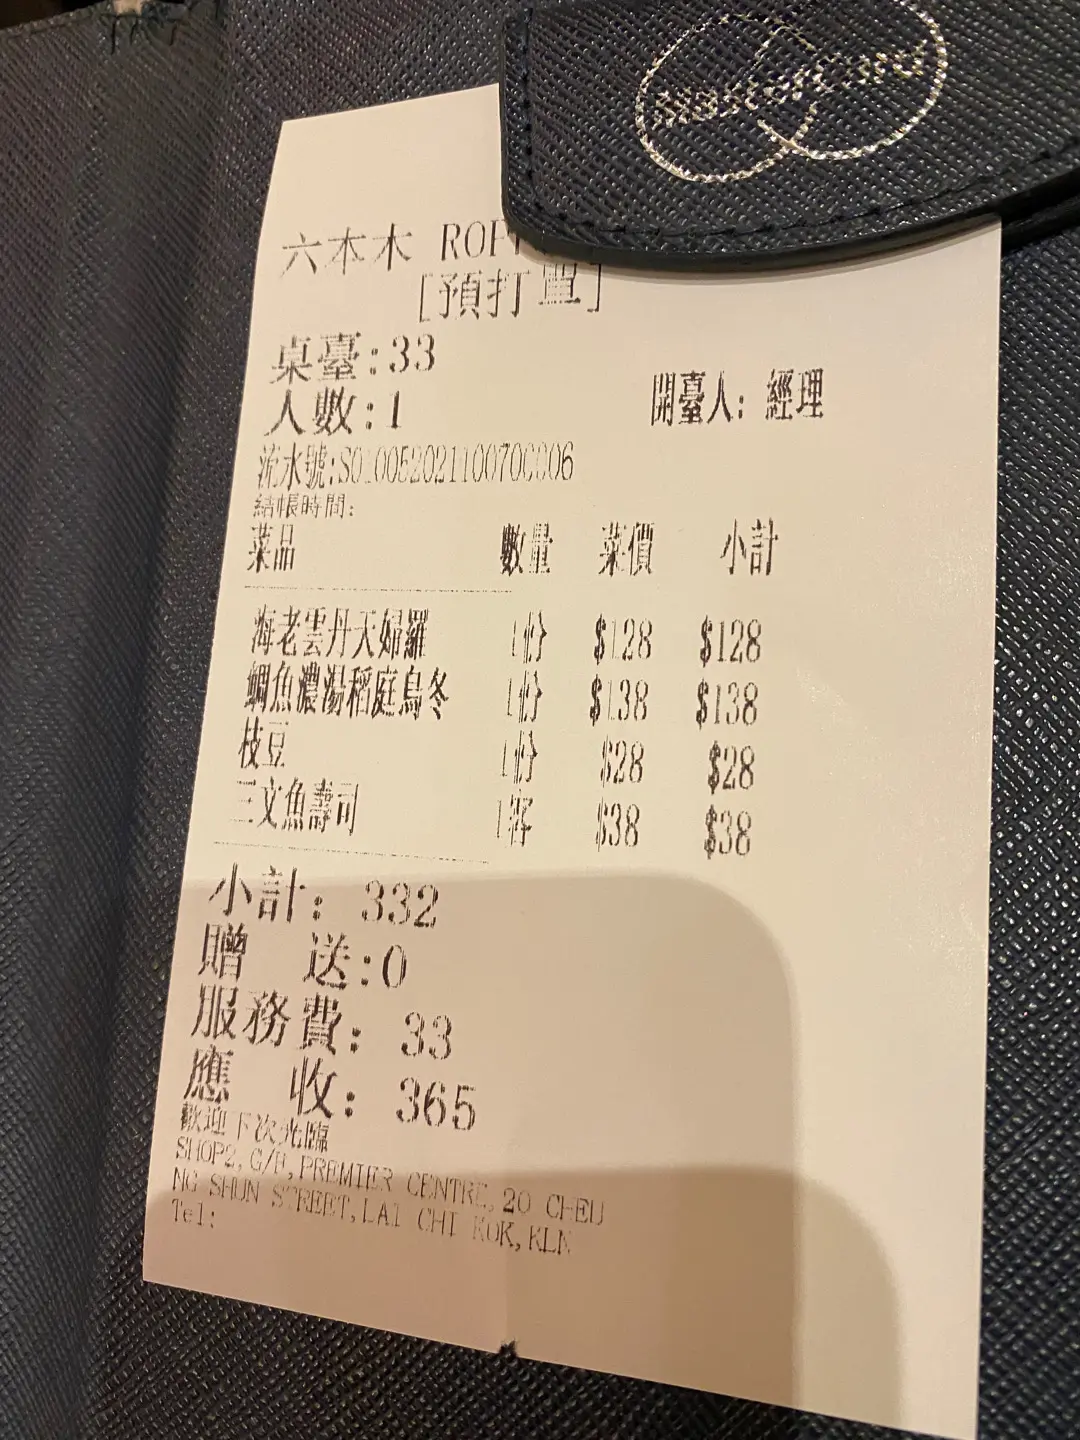 mastercard
六本木 ROP
[預打單]
桌臺:33
人數:1
開臺人: 經理
流水號:S01005202110070C006
結帳時間:
菜品 數量 菜價 小計
海老雲丹天婦羅 1份 $128 $128
鯛魚濃湯稻庭烏冬 1份 $138 $138
枝豆 1份 $28 $28
三文魚壽司 1客 $38 $38
小計: 332
贈 送:0
服務費: 33
應 收: 365
歡迎下次光臨
SHOP2, G/F, PREMIER CENTRE, 20 CHEU
NG SHUN STREET, LAI CHI KOK, KLN
Tel: